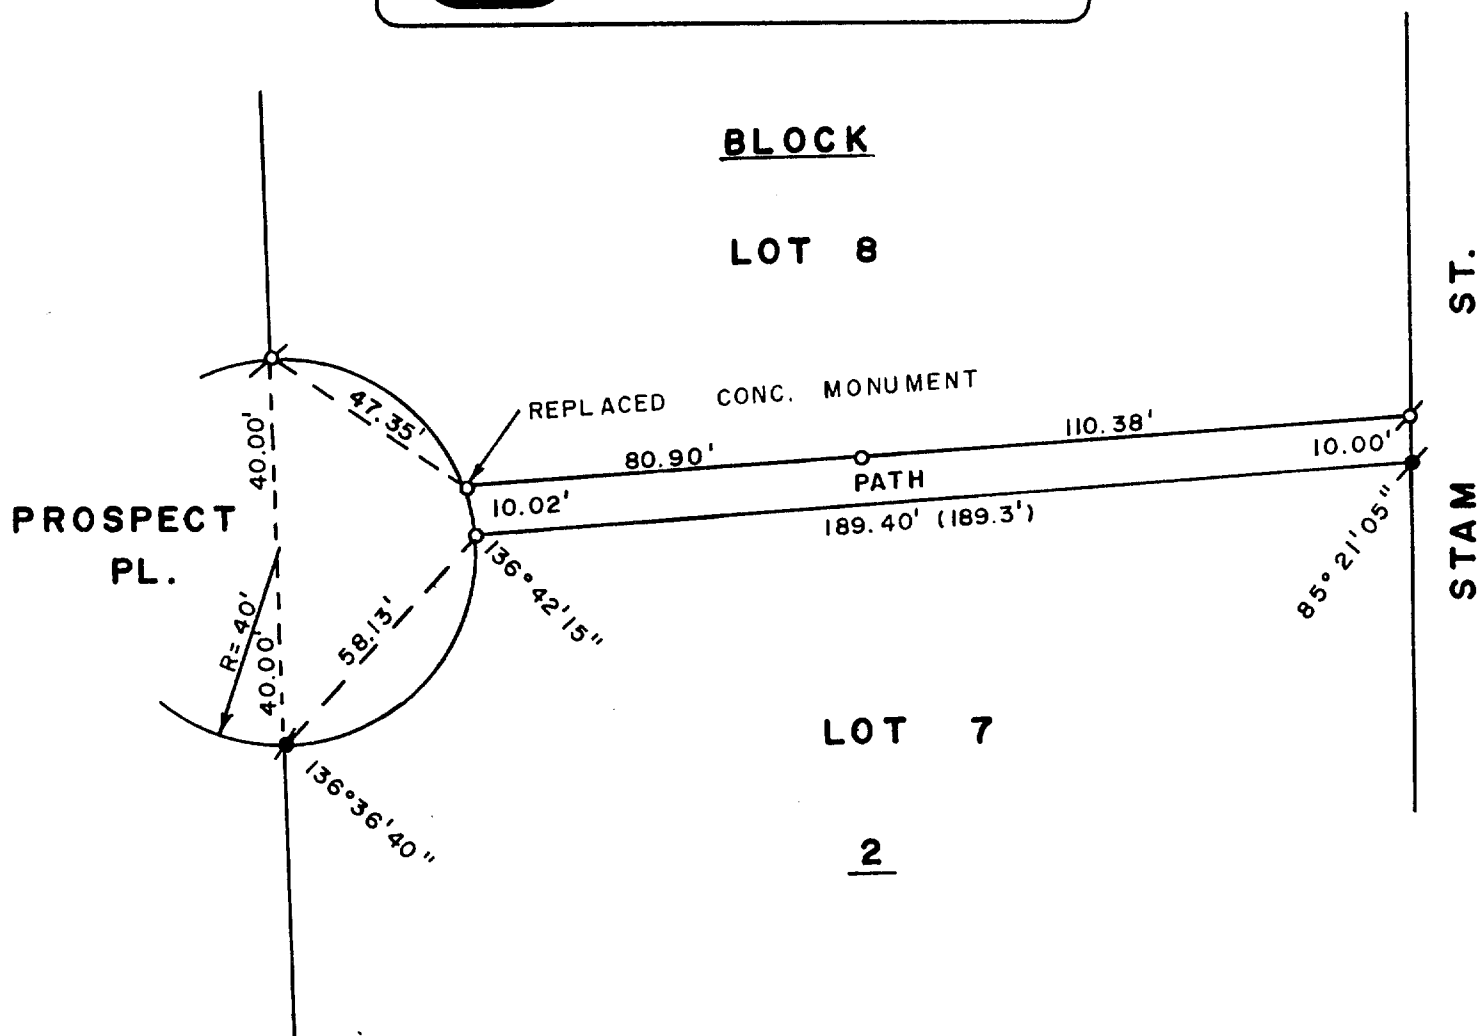 BLOCK
LOT 8
ST.
STAM
REPLACED CONC. MONUMENT
47.35'
40.00'
80.90'
110.38'
10.00'
PATH
10.02'
189.40' (189.3')
PROSPECT
PL.
136°42'15"
85°21'05"
58.13'
R=40'
40.00'
LOT 7
136°36'40"
2